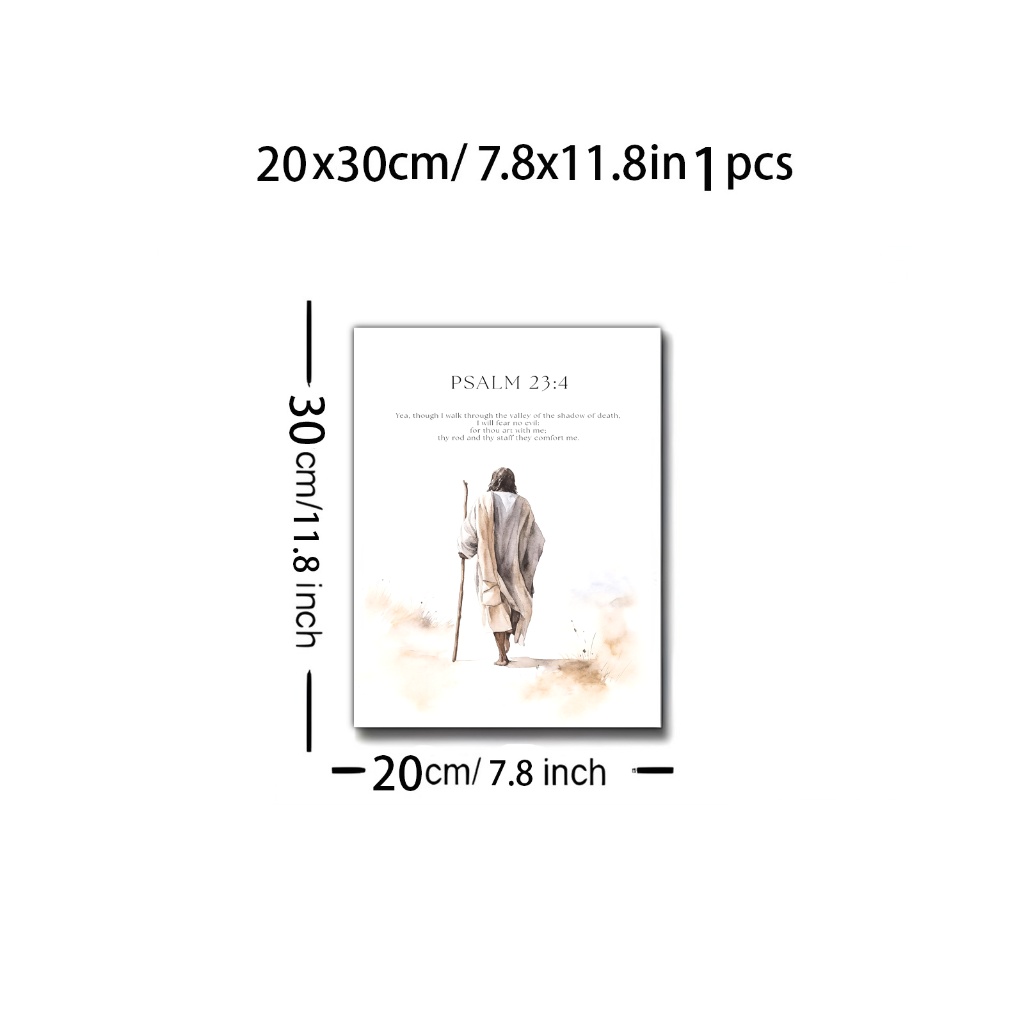 20x30cm/ 7.8x11.8in 1 pcs
PSALM 23:4
Yea, though I walk through the valley of the shadow of death,
I will fear no evil:
for thou art with me;
thy rod and thy staff they comfort me.
30cm/11.8 inch
20cm/ 7.8 inch